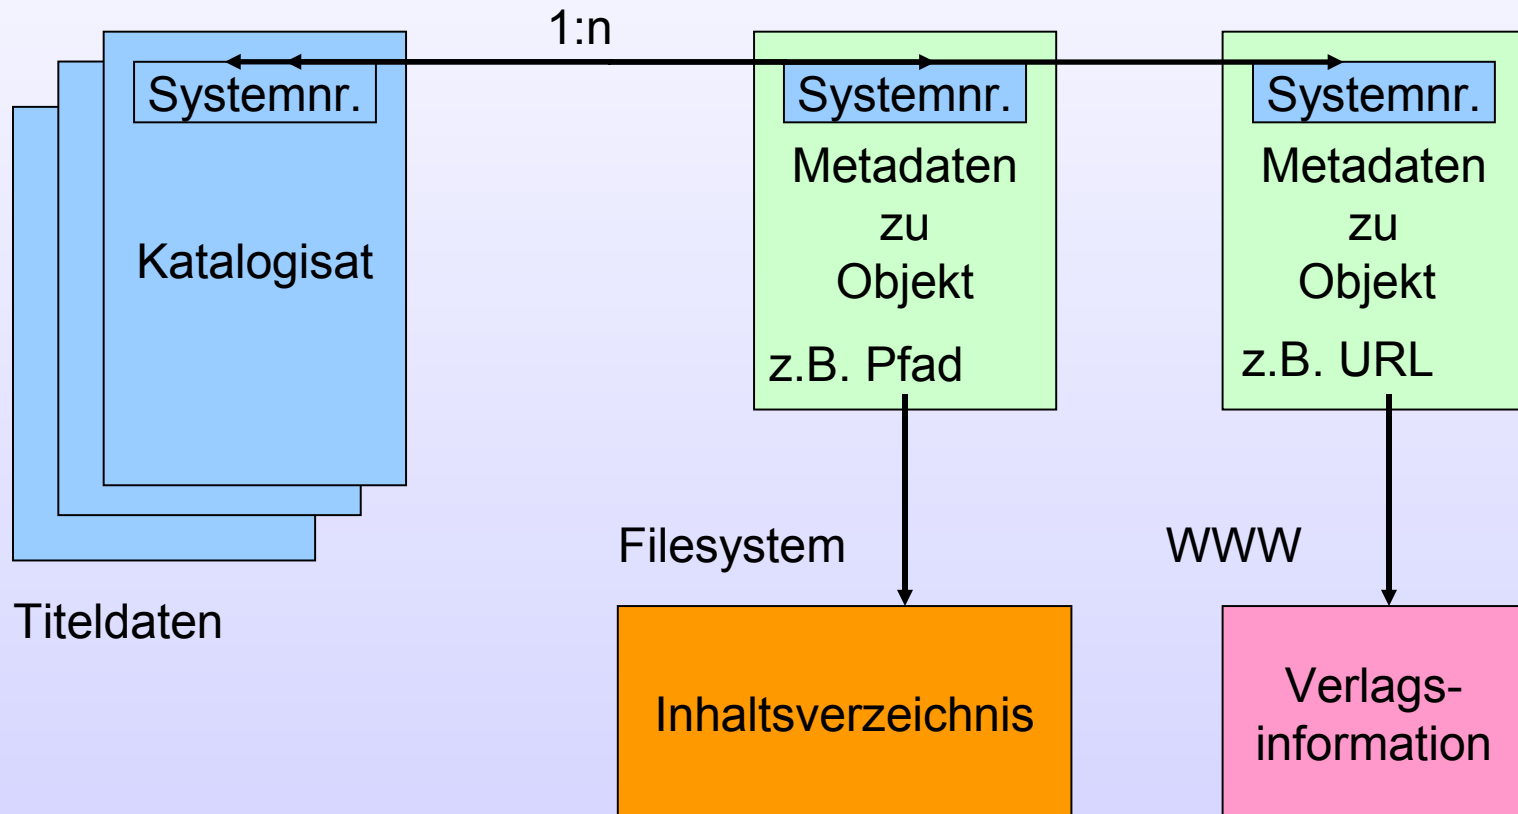 1:n
Systemnr.
Katalogisat
Titeldaten
Systemnr.
Metadaten
zu
Objekt
z.B. Pfad
Filesystem
Inhaltsverzeichnis
Systemnr.
Metadaten
zu
Objekt
z.B. URL
WWW
Verlags-
information